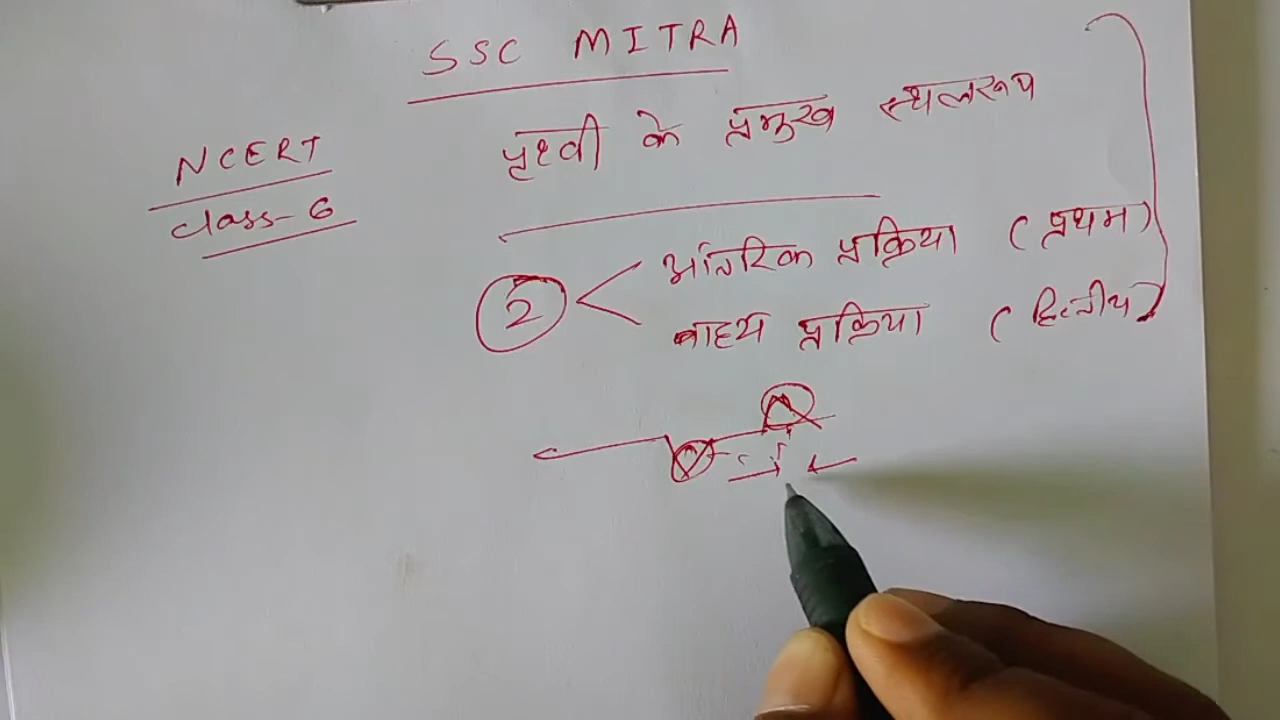 SSC MITRA
पृथ्वी के प्रमुख स्थलरूप
NCERT
class-6
2
आंतरिक प्रक्रिया (प्रथम)
बाह्य प्रक्रिया (द्वितीय)